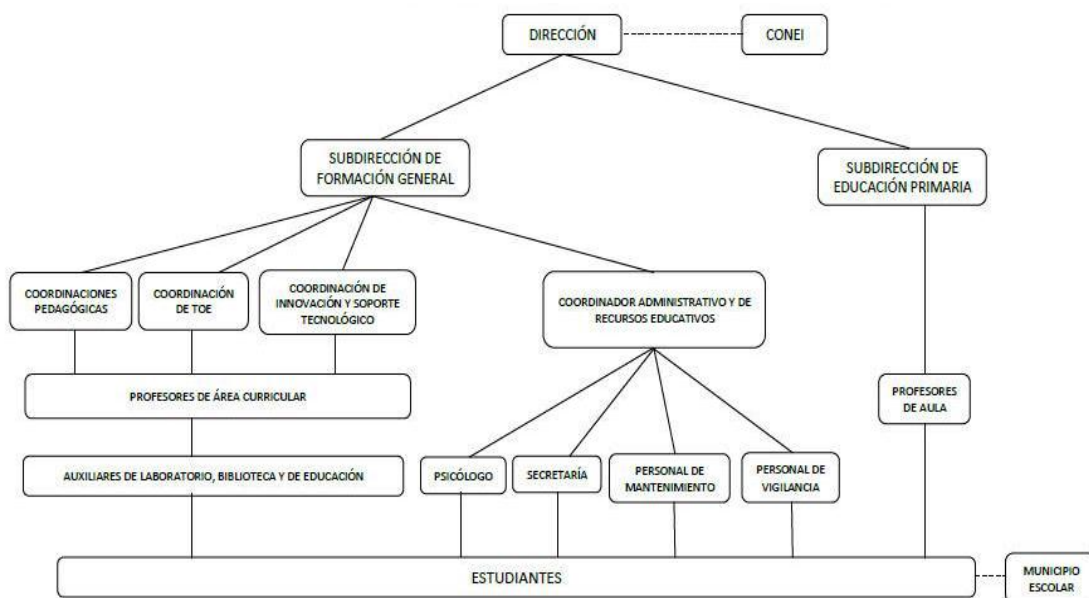 DIRECCIÓN
CONEI
SUBDIRECCIÓN DE
FORMACIÓN GENERAL
SUBDIRECCIÓN DE
EDUCACIÓN PRIMARIA
COORDINACIONES
PEDAGÓGICAS
COORDINACIÓN
DE TOE
COORDINACIÓN DE
INNOVACIÓN Y SOPORTE
TECNOLÓGICO
COORDINADOR ADMINISTRATIVO Y DE
RECURSOS EDUCATIVOS
PROFESORES DE ÁREA CURRICULAR
PROFESORES
DE AULA
AUXILIARES DE LABORATORIO, BIBLIOTECA Y DE EDUCACIÓN
PSICÓLOGO
SECRETARÍA
PERSONAL DE
MANTENIMIENTO
PERSONAL DE
VIGILANCIA
ESTUDIANTES
MUNICIPIO
ESCOLAR